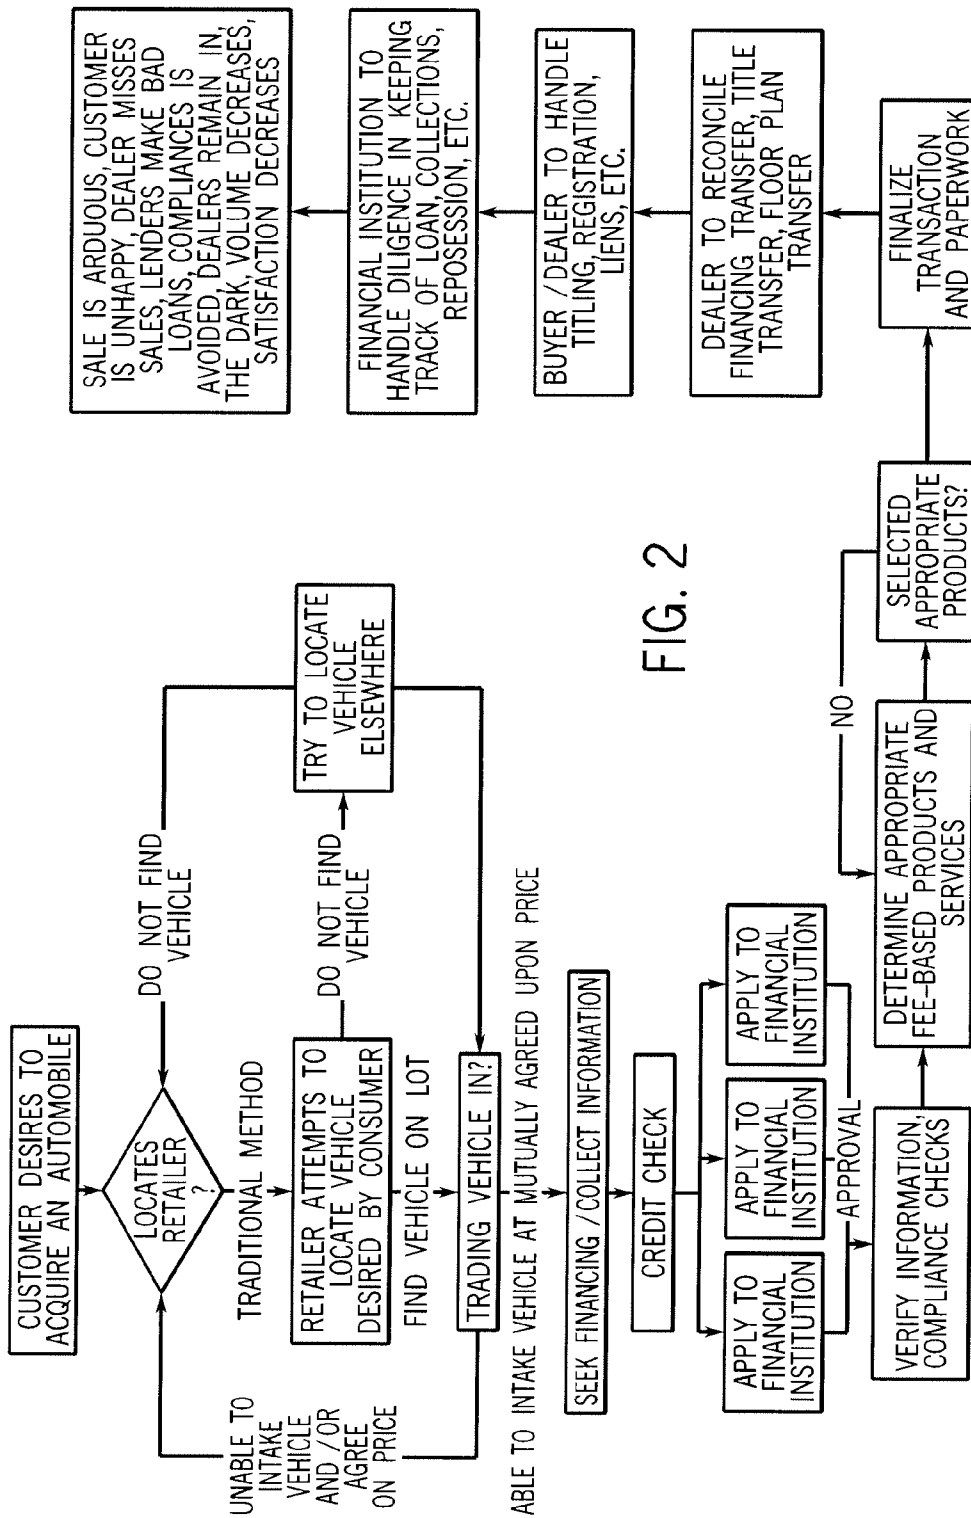 CUSTOMER DESIRES TO
ACQUIRE AN AUTOMOBILE
LOCATES
RETAILER
?
DO NOT FIND
VEHICLE
TRADITIONAL METHOD
RETAILER ATTEMPTS TO
LOCATE VEHICLE
DESIRED BY CONSUMER
DO NOT FIND
VEHICLE
TRY TO LOCATE
VEHICLE
ELSEWHERE
FIND VEHICLE ON LOT
UNABLE TO
INTAKE
VEHICLE
AND/OR
AGREE
ON PRICE
TRADING VEHICLE IN?
ABLE TO INTAKE VEHICLE AT MUTUALLY AGREED UPON PRICE
SEEK FINANCING/COLLECT INFORMATION
CREDIT CHECK
APPLY TO
FINANCIAL
INSTITUTION
APPLY TO
FINANCIAL
INSTITUTION
APPLY TO
FINANCIAL
INSTITUTION
APPROVAL
VERIFY INFORMATION,
COMPLIANCE CHECKS
DETERMINE APPROPRIATE
FEE-BASED PRODUCTS AND
SERVICES
NO
SELECTED
APPROPRIATE
PRODUCTS?
FINALIZE
TRANSACTION
AND PAPERWORK
DEALER TO RECONCILE
FINANCING TRANSFER, TITLE
TRANSFER, FLOOR PLAN
TRANSFER
BUYER/DEALER TO HANDLE
TITLING, REGISTRATION,
LIENS, ETC.
FINANCIAL INSTITUTION TO
HANDLE DILIGENCE IN KEEPING
TRACK OF LOAN, COLLECTIONS,
REPOSESSION, ETC.
SALE IS ARDUOUS, CUSTOMER
IS UNHAPPY, DEALER MISSES
SALES, LENDERS MAKE BAD
LOANS, COMPLIANCES IS
AVOIDED, DEALERS REMAIN IN,
THE DARK, VOLUME DECREASES,
SATISFACTION DECREASES
FIG. 2